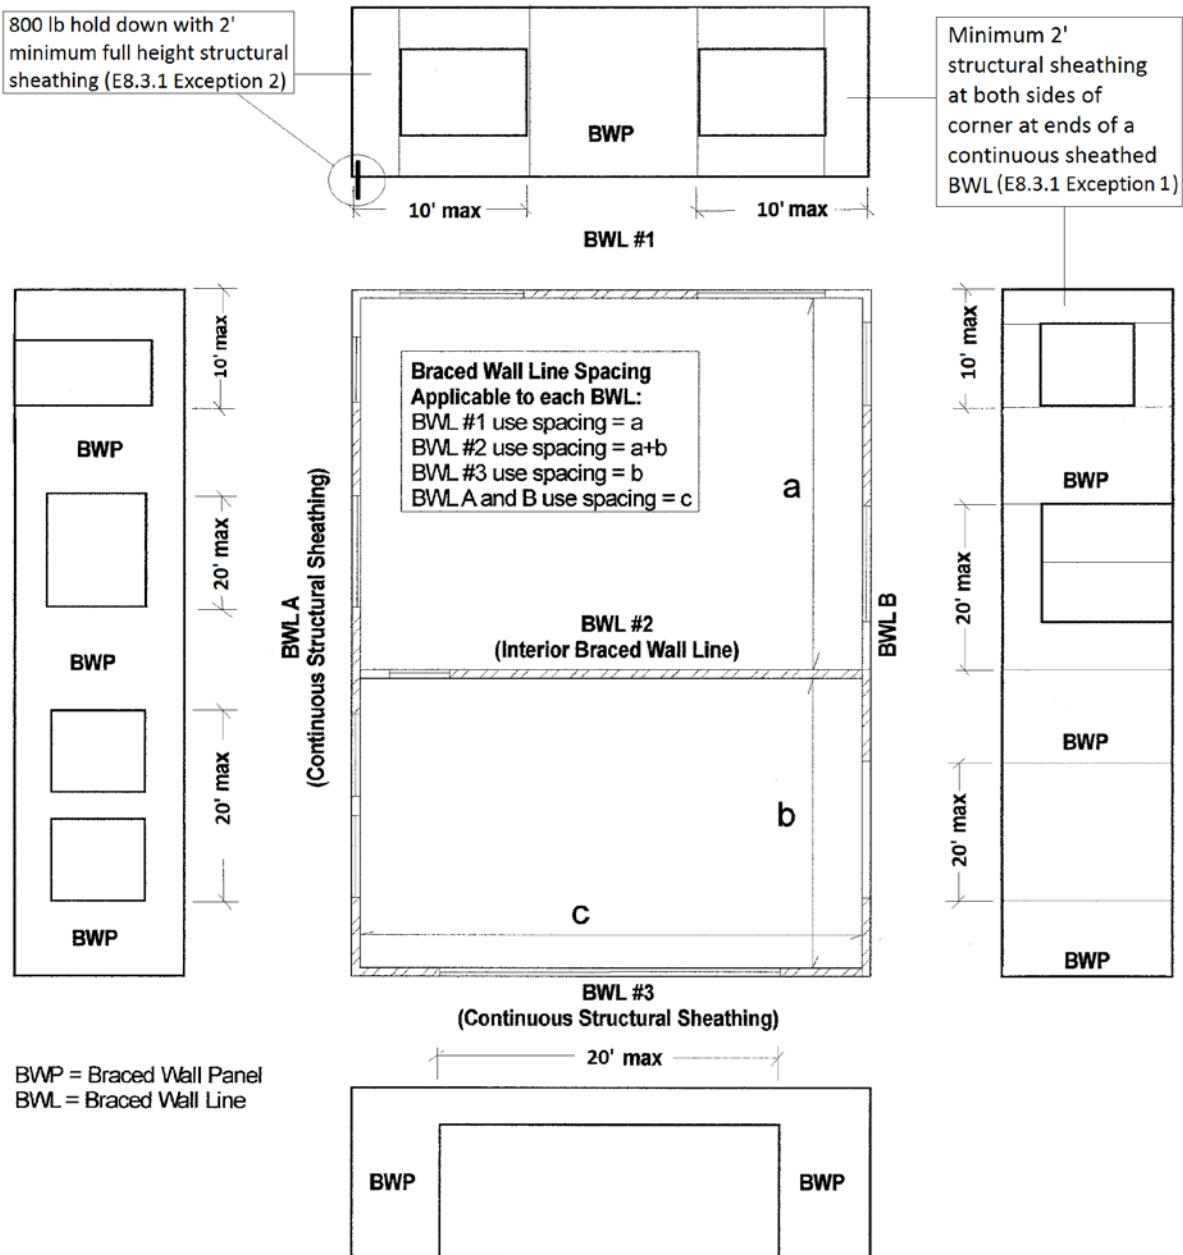 800 lb hold down with 2'
minimum full height structural
sheathing (E8.3.1 Exception 2)
Minimum 2'
structural sheathing
at both sides of
corner at ends of a
continuous sheathed
BWL (E8.3.1 Exception 1)
BWP
10' max
10' max
BWL #1
10' max
BWP
20' max
BWP
20' max
BWP
BWL A
(Continuous Structural Sheathing)
Braced Wall Line Spacing
Applicable to each BWL:
BWL #1 use spacing = a
BWL #2 use spacing = a+b
BWL #3 use spacing = b
BWL A and B use spacing = c
a
BWL #2
(Interior Braced Wall Line)
b
c
BWL B
10' max
BWP
20' max
BWP
20' max
BWP
BWL #3
(Continuous Structural Sheathing)
20' max
BWP
BWP
BWP = Braced Wall Panel
BWL = Braced Wall Line